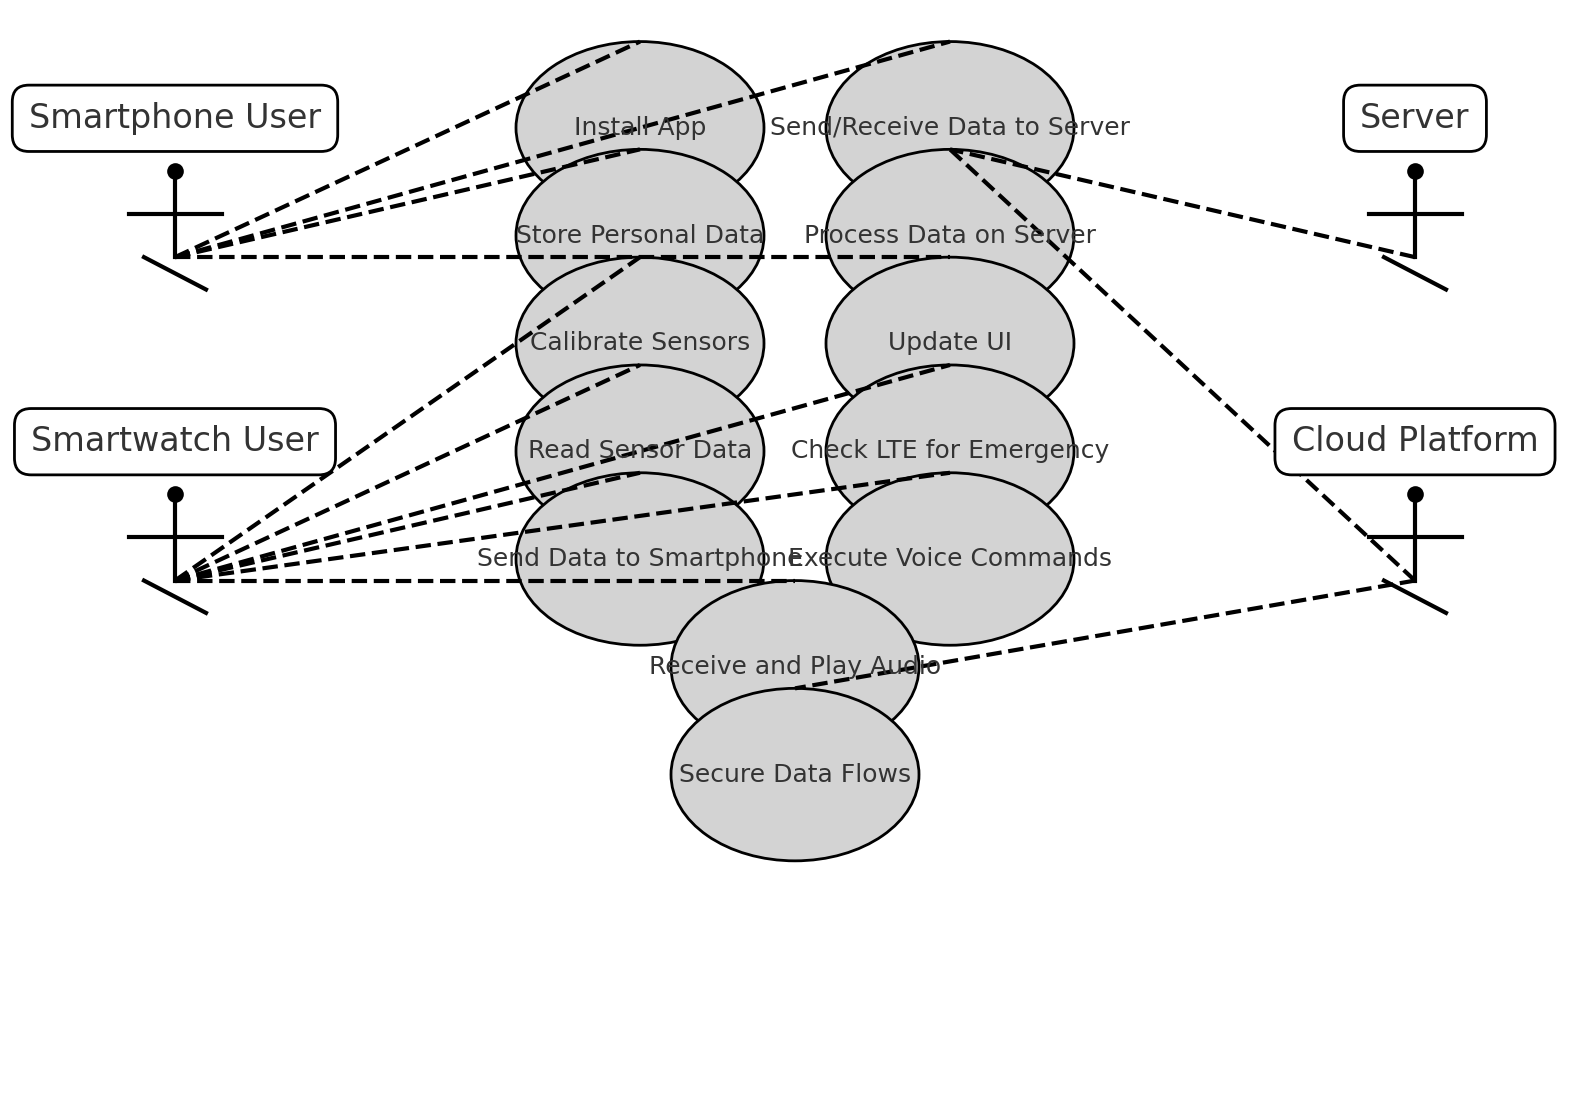 Smartphone User
Install App
Send/Receive Data to Server
Server
Store Personal Data
Process Data on Server
Calibrate Sensors
Update UI
Smartwatch User
Read Sensor Data
Check LTE for Emergency
Cloud Platform
Send Data to Smartphone
Execute Voice Commands
Receive and Play Audio
Secure Data Flows